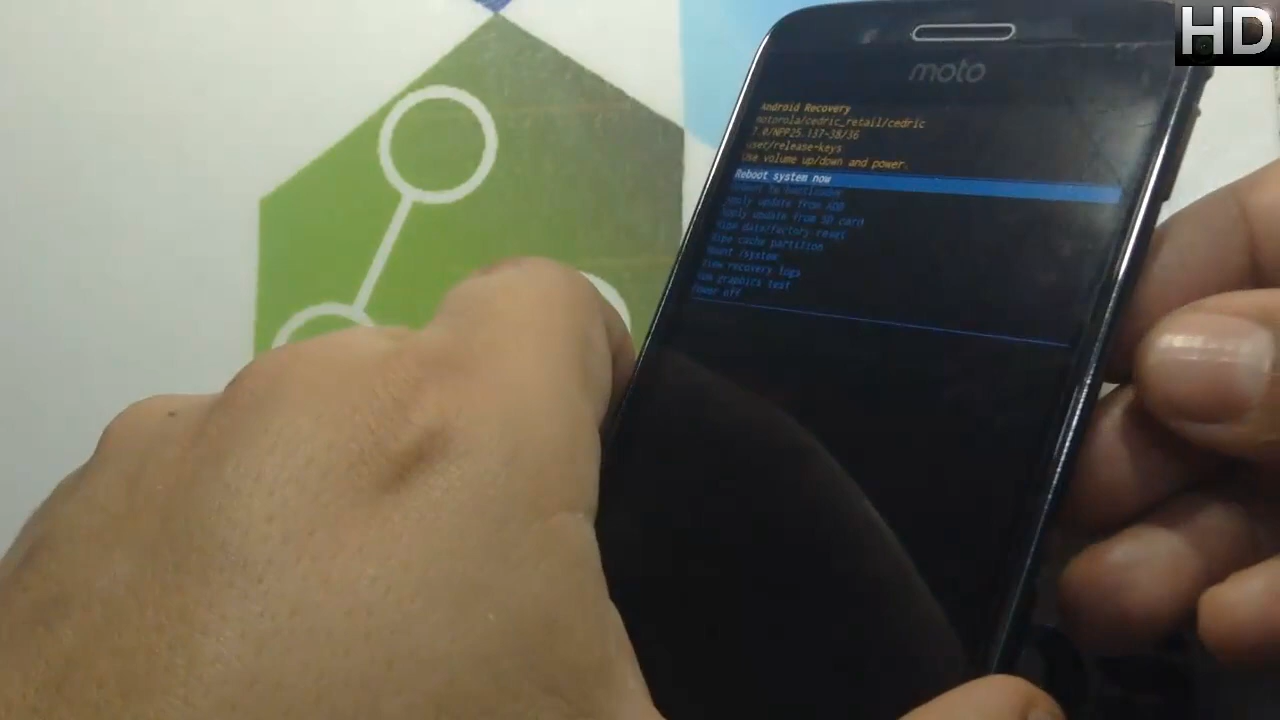 HD
moto
Android Recovery
motorola/cedric_retail/cedric
7.0/NPP25.137-38/36
user/release-keys
Use volume up/down and power.
Reboot system now
Reboot to bootloader
Apply update from ADB
Apply update from SD card
Wipe data/factory reset
Wipe cache partition
Mount /system
View recovery logs
Run graphics test
Power off